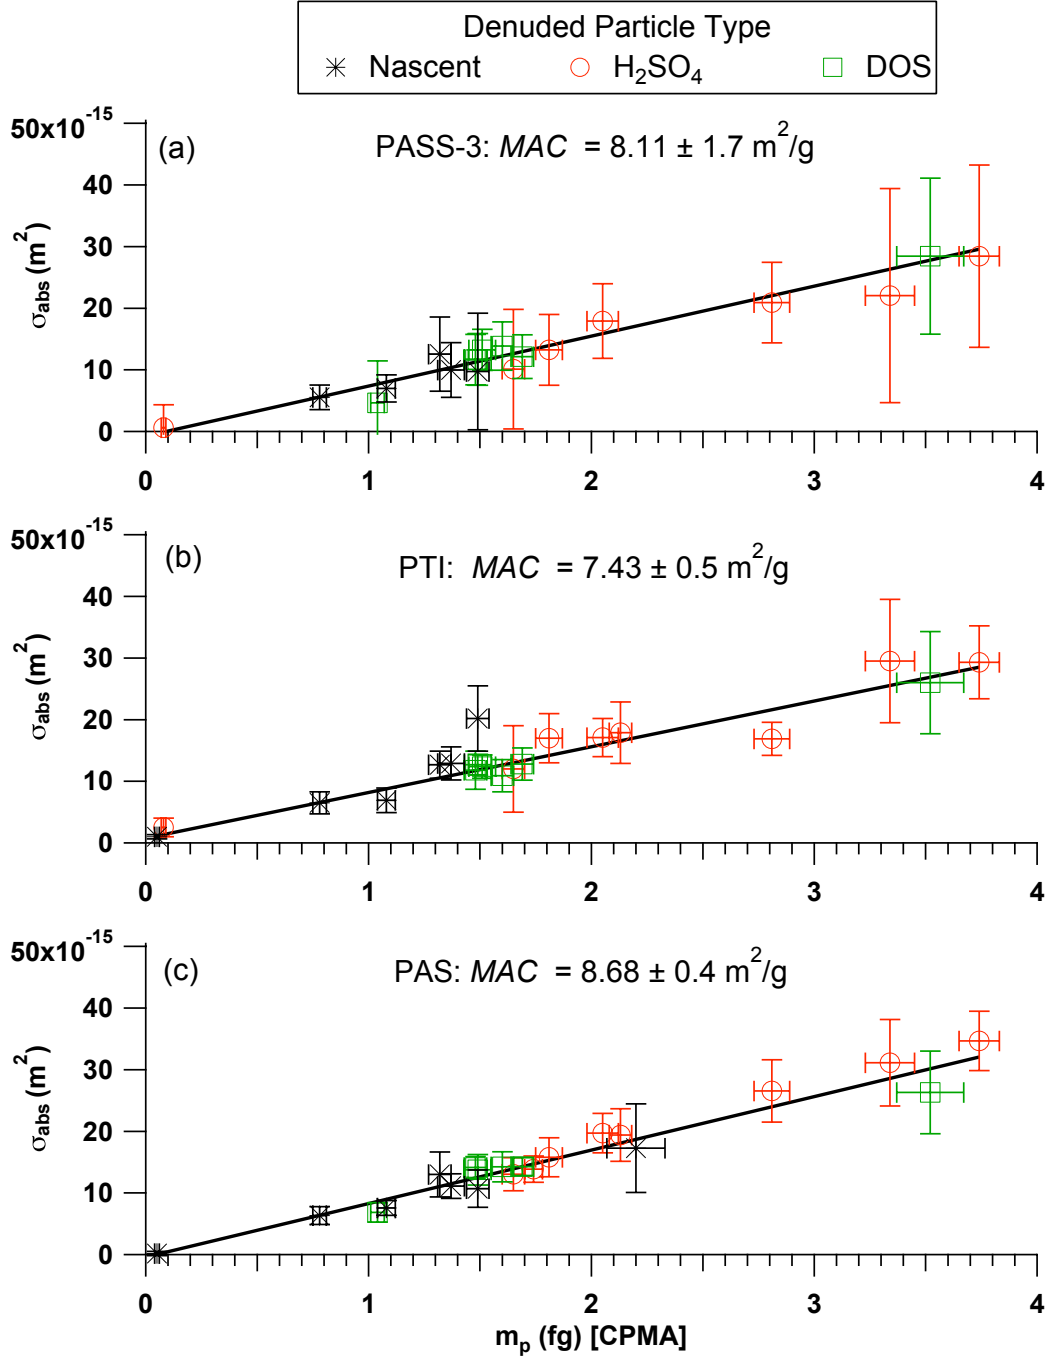 Denuded Particle Type
Nascent H₂SO₄ DOS
50x10⁻¹⁵
(a) PASS-3: MAC = 8.11 ± 1.7 m²/g
40
30
20
10
0
σabs (m²)
0 1 2 3 4
50x10⁻¹⁵
(b) PTI: MAC = 7.43 ± 0.5 m²/g
40
30
20
10
0
σabs (m²)
0 1 2 3 4
50x10⁻¹⁵
(c) PAS: MAC = 8.68 ± 0.4 m²/g
40
30
20
10
0
σabs (m²)
0 1 2 3 4
mp (fg) [CPMA]